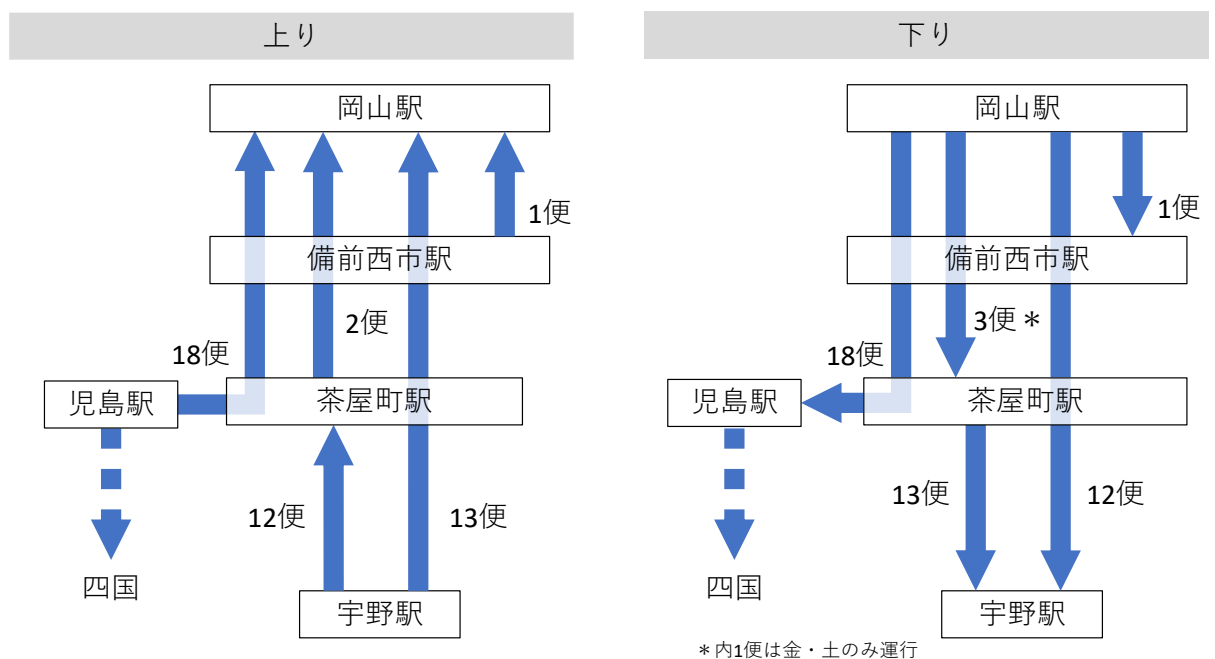 上り
岡山駅
1便
備前西市駅
2便
18便
児島駅
茶屋町駅
12便
13便
四国
宇野駅
下り
岡山駅
1便
備前西市駅
3便＊
18便
児島駅
茶屋町駅
13便
12便
四国
宇野駅
＊内1便は金・土のみ運行